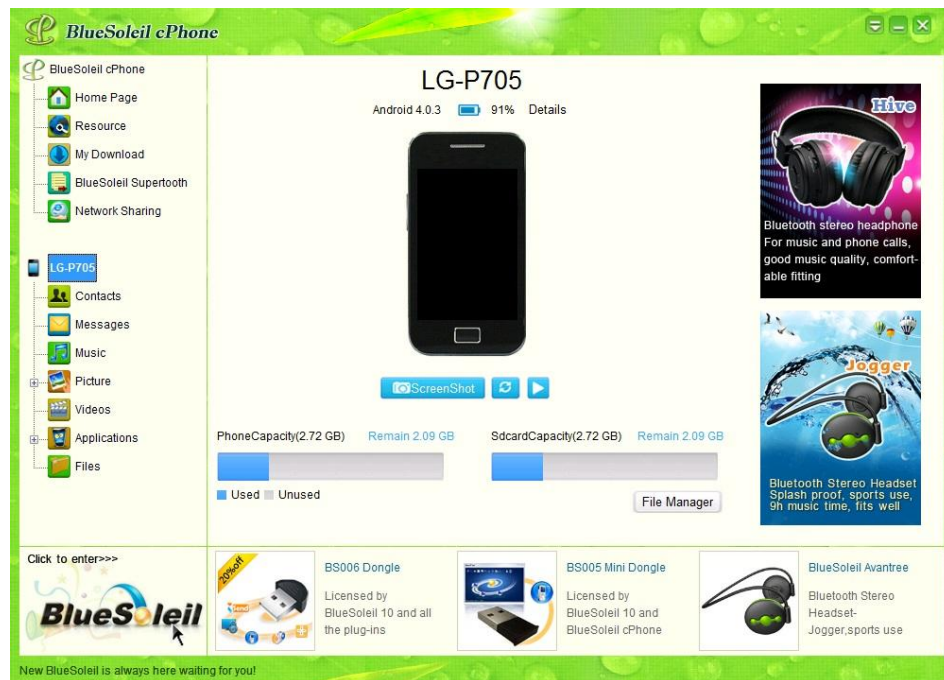 BlueSoleil cPhone
BlueSoleil cPhone
Home Page
Resource
My Download
BlueSoleil Supertooth
Network Sharing
LG-P705
Contacts
Messages
Music
Picture
Videos
Applications
Files
LG-P705
Android 4.0.3 91% Details
ScreenShot
PhoneCapacity(2.72 GB) Remain 2.09 GB
SdcardCapacity(2.72 GB) Remain 2.09 GB
Used Unused
File Manager
Hive
Bluetooth stereo headphone
For music and phone calls,
good music quality, comfort-
able fitting
Jogger
Bluetooth Stereo Headset
Splash proof, sports use,
9h music time, fits well
Click to enter>>>
BlueSoleil
20%off
Send
BS006 Dongle
Licensed by
BlueSoleil 10 and all
the plug-ins
BS005 Mini Dongle
Licensed by
BlueSoleil 10 and
BlueSoleil cPhone
BlueSoleil Avantree
Bluetooth Stereo
Headset-
Jogger,sports use
New BlueSoleil is always here waiting for you!